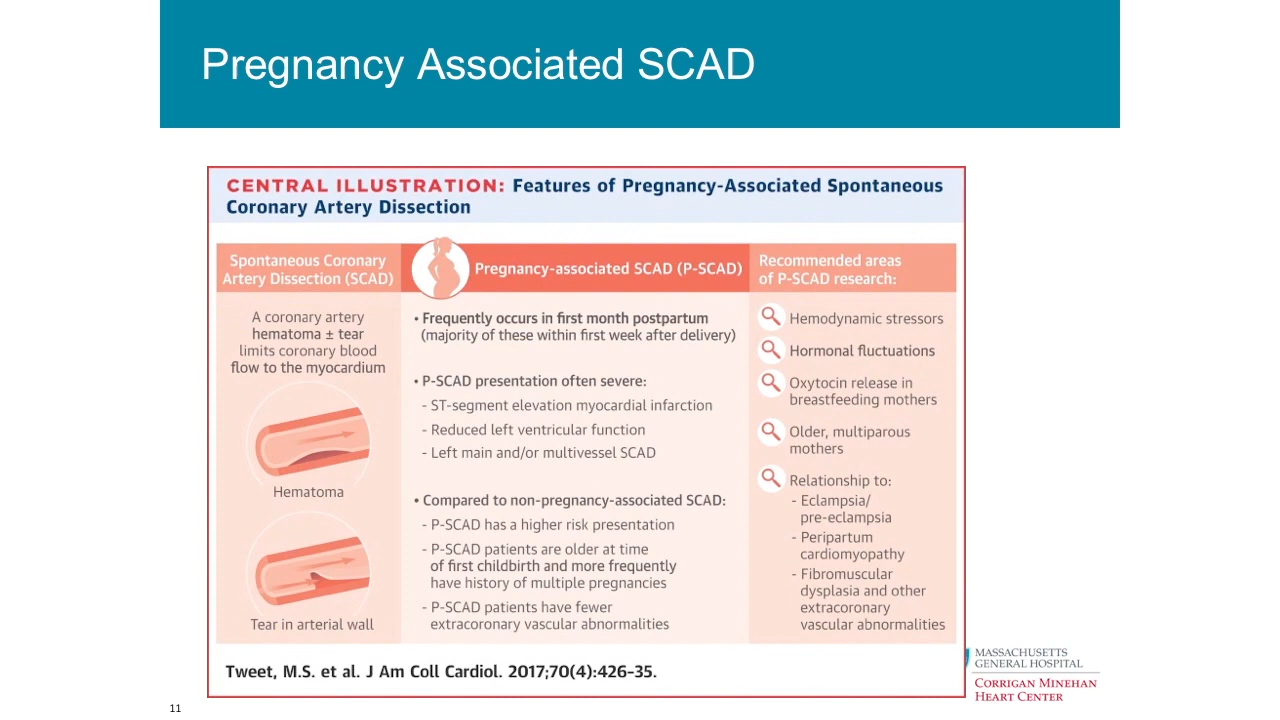 Pregnancy Associated SCAD
CENTRAL ILLUSTRATION: Features of Pregnancy-Associated Spontaneous
Coronary Artery Dissection
Spontaneous Coronary
Artery Dissection (SCAD)
A coronary artery
hematoma ± tear
limits coronary blood
flow to the myocardium
Hematoma
Tear in arterial wall
Pregnancy-associated SCAD (P-SCAD)
• Frequently occurs in first month postpartum
(majority of these within first week after delivery)
• P-SCAD presentation often severe:
- ST-segment elevation myocardial infarction
- Reduced left ventricular function
- Left main and/or multivessel SCAD
• Compared to non-pregnancy-associated SCAD:
- P-SCAD has a higher risk presentation
- P-SCAD patients are older at time
of first childbirth and more frequently
have history of multiple pregnancies
- P-SCAD patients have fewer
extracoronary vascular abnormalities
Recommended areas
of P-SCAD research:
Hemodynamic stressors
Hormonal fluctuations
Oxytocin release in
breastfeeding mothers
Older, multiparous
mothers
Relationship to:
- Eclampsia/
pre-eclampsia
- Peripartum
cardiomyopathy
- Fibromuscular
dysplasia and other
extracoronary
vascular abnormalities
Tweet, M.S. et al. J Am Coll Cardiol. 2017;70(4):426–35.
MASSACHUSETTS
GENERAL HOSPITAL
CORRIGAN MINEHAN
HEART CENTER
11